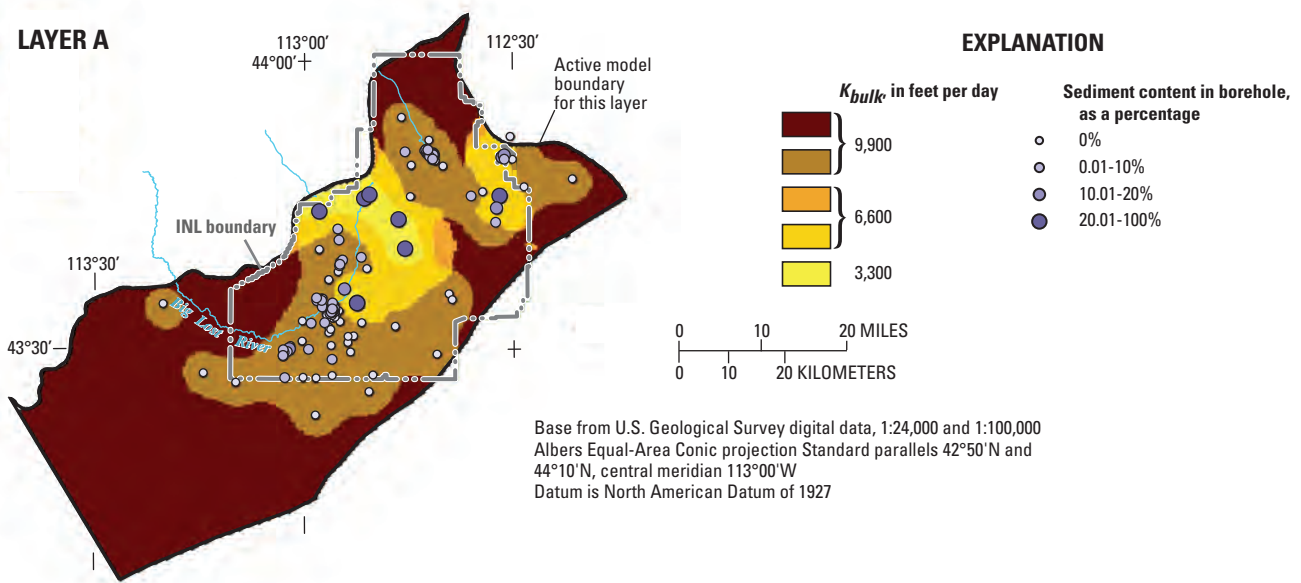 LAYER A
113°00'
44°00'
112°30'
Active model
boundary
for this layer
INL boundary
113°30'
Big Lost River
43°30'
EXPLANATION
Kbulk, in feet per day
9,900
6,600
3,300
Sediment content in borehole,
as a percentage
0%
0.01-10%
10.01-20%
20.01-100%
0 10 20 MILES
0 10 20 KILOMETERS
Base from U.S. Geological Survey digital data, 1:24,000 and 1:100,000
Albers Equal-Area Conic projection Standard parallels 42°50'N and
44°10'N, central meridian 113°00'W
Datum is North American Datum of 1927